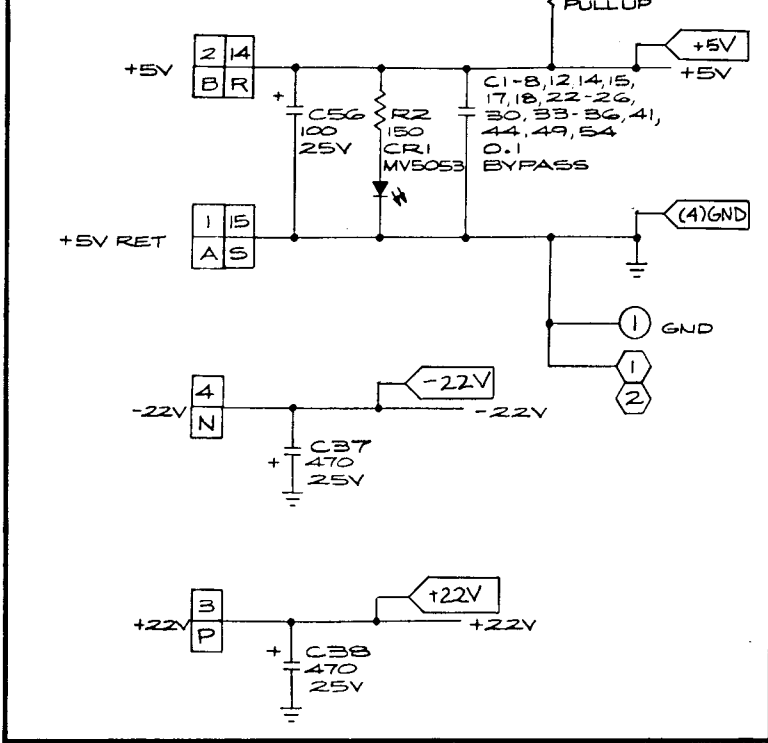 PULLUP
+5V
2 14
B R
+5V
+5V
+
C56
100
25V
R2
150
CR1
MV5053
C1-8, 12, 14, 15,
17, 18, 22-26,
30, 33-36, 41,
44, 49, 54
0.1
BYPASS
+5V RET
1 15
A S
(4)GND
1
GND
1
2
-22V
4
N
-22V
-22V
+
C37
470
25V
+22V
3
P
+22V
+22V
+
C38
470
25V